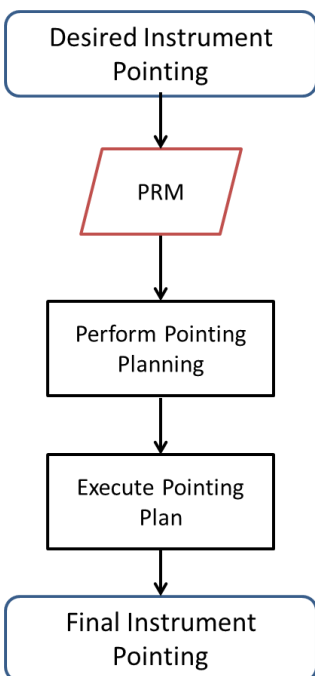 Desired Instrument
Pointing
PRM
Perform Pointing
Planning
Execute Pointing
Plan
Final Instrument
Pointing